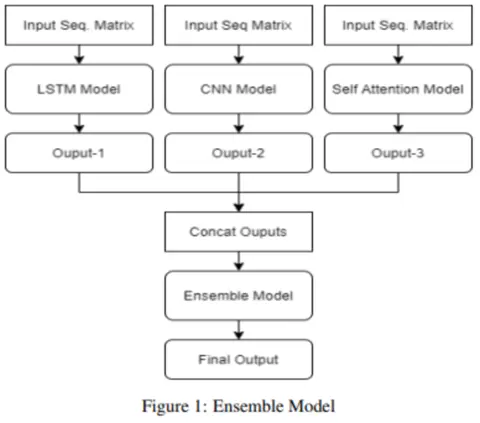 Input Seq. Matrix
Input Seq Matrix
Input Seq. Matrix
LSTM Model
CNN Model
Self Attention Model
Ouput-1
Ouput-2
Ouput-3
Concat Ouputs
Ensemble Model
Final Output
Figure 1: Ensemble Model